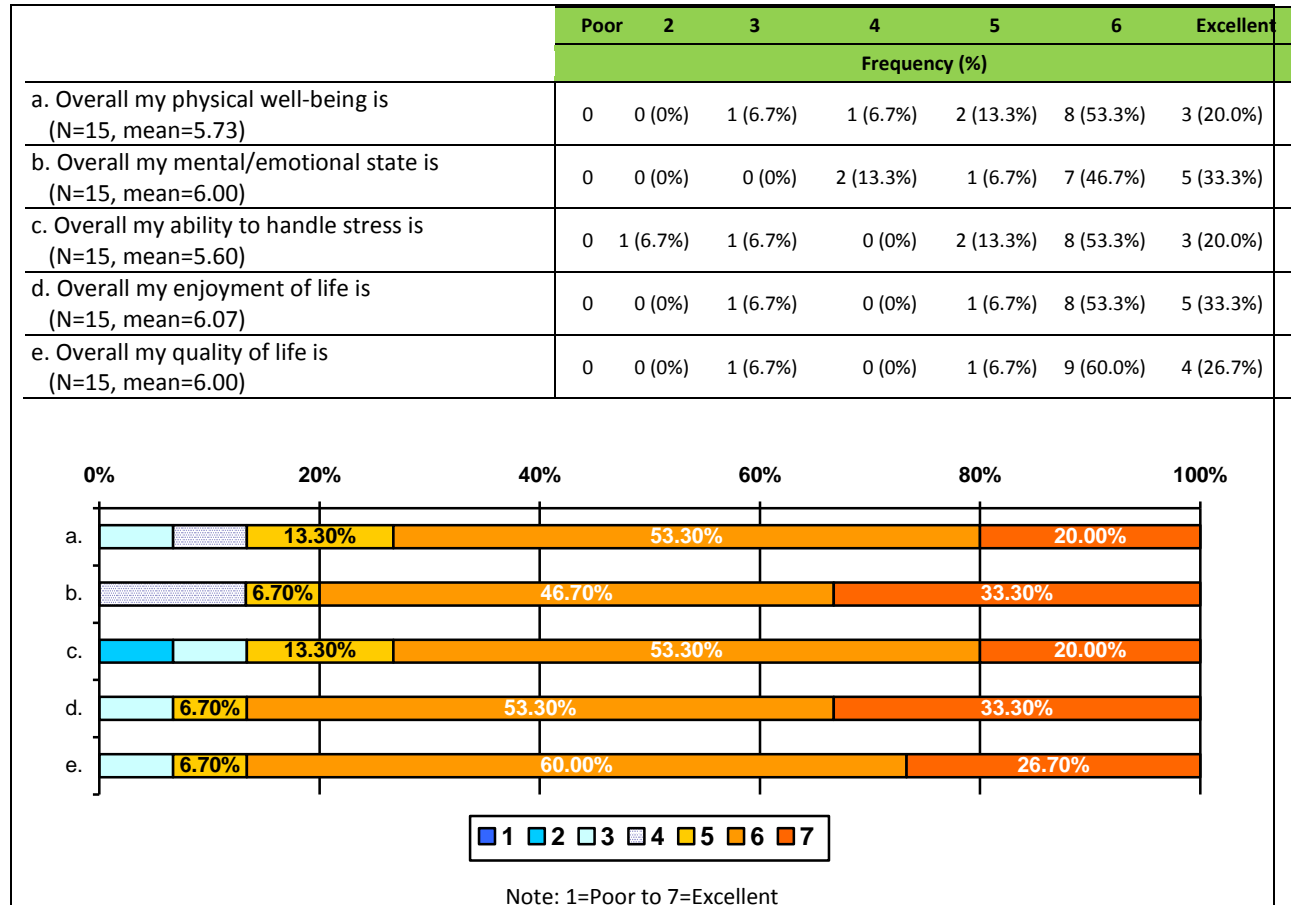 Poor 2 3 4 5 6 Excellent
Frequency (%)
a. Overall my physical well-being is
(N=15, mean=5.73)
0 0 (0%) 1 (6.7%) 1 (6.7%) 2 (13.3%) 8 (53.3%) 3 (20.0%)
b. Overall my mental/emotional state is
(N=15, mean=6.00)
0 0 (0%) 0 (0%) 2 (13.3%) 1 (6.7%) 7 (46.7%) 5 (33.3%)
c. Overall my ability to handle stress is
(N=15, mean=5.60)
0 1 (6.7%) 1 (6.7%) 0 (0%) 2 (13.3%) 8 (53.3%) 3 (20.0%)
d. Overall my enjoyment of life is
(N=15, mean=6.07)
0 0 (0%) 1 (6.7%) 0 (0%) 1 (6.7%) 8 (53.3%) 5 (33.3%)
e. Overall my quality of life is
(N=15, mean=6.00)
0 0 (0%) 1 (6.7%) 0 (0%) 1 (6.7%) 9 (60.0%) 4 (26.7%)
0% 20% 40% 60% 80% 100%
a. 13.30% 53.30% 20.00%
b. 6.70% 46.70% 33.30%
c. 13.30% 53.30% 20.00%
d. 6.70% 53.30% 33.30%
e. 6.70% 60.00% 26.70%
1 2 3 4 5 6 7
Note: 1=Poor to 7=Excellent